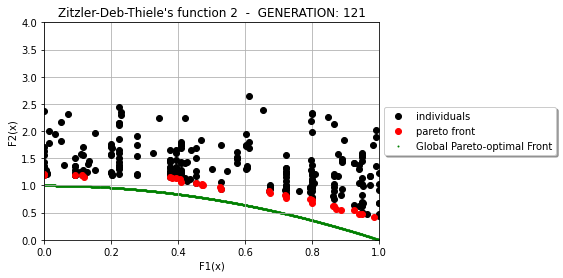 Zitzler-Deb-Thiele's function 2 - GENERATION: 121
4.0
3.5
3.0
2.5
2.0
1.5
1.0
0.5
0.0
F2(x)
0.0 0.2 0.4 0.6 0.8 1.0
F1(x)
individuals
pareto front
Global Pareto-optimal Front